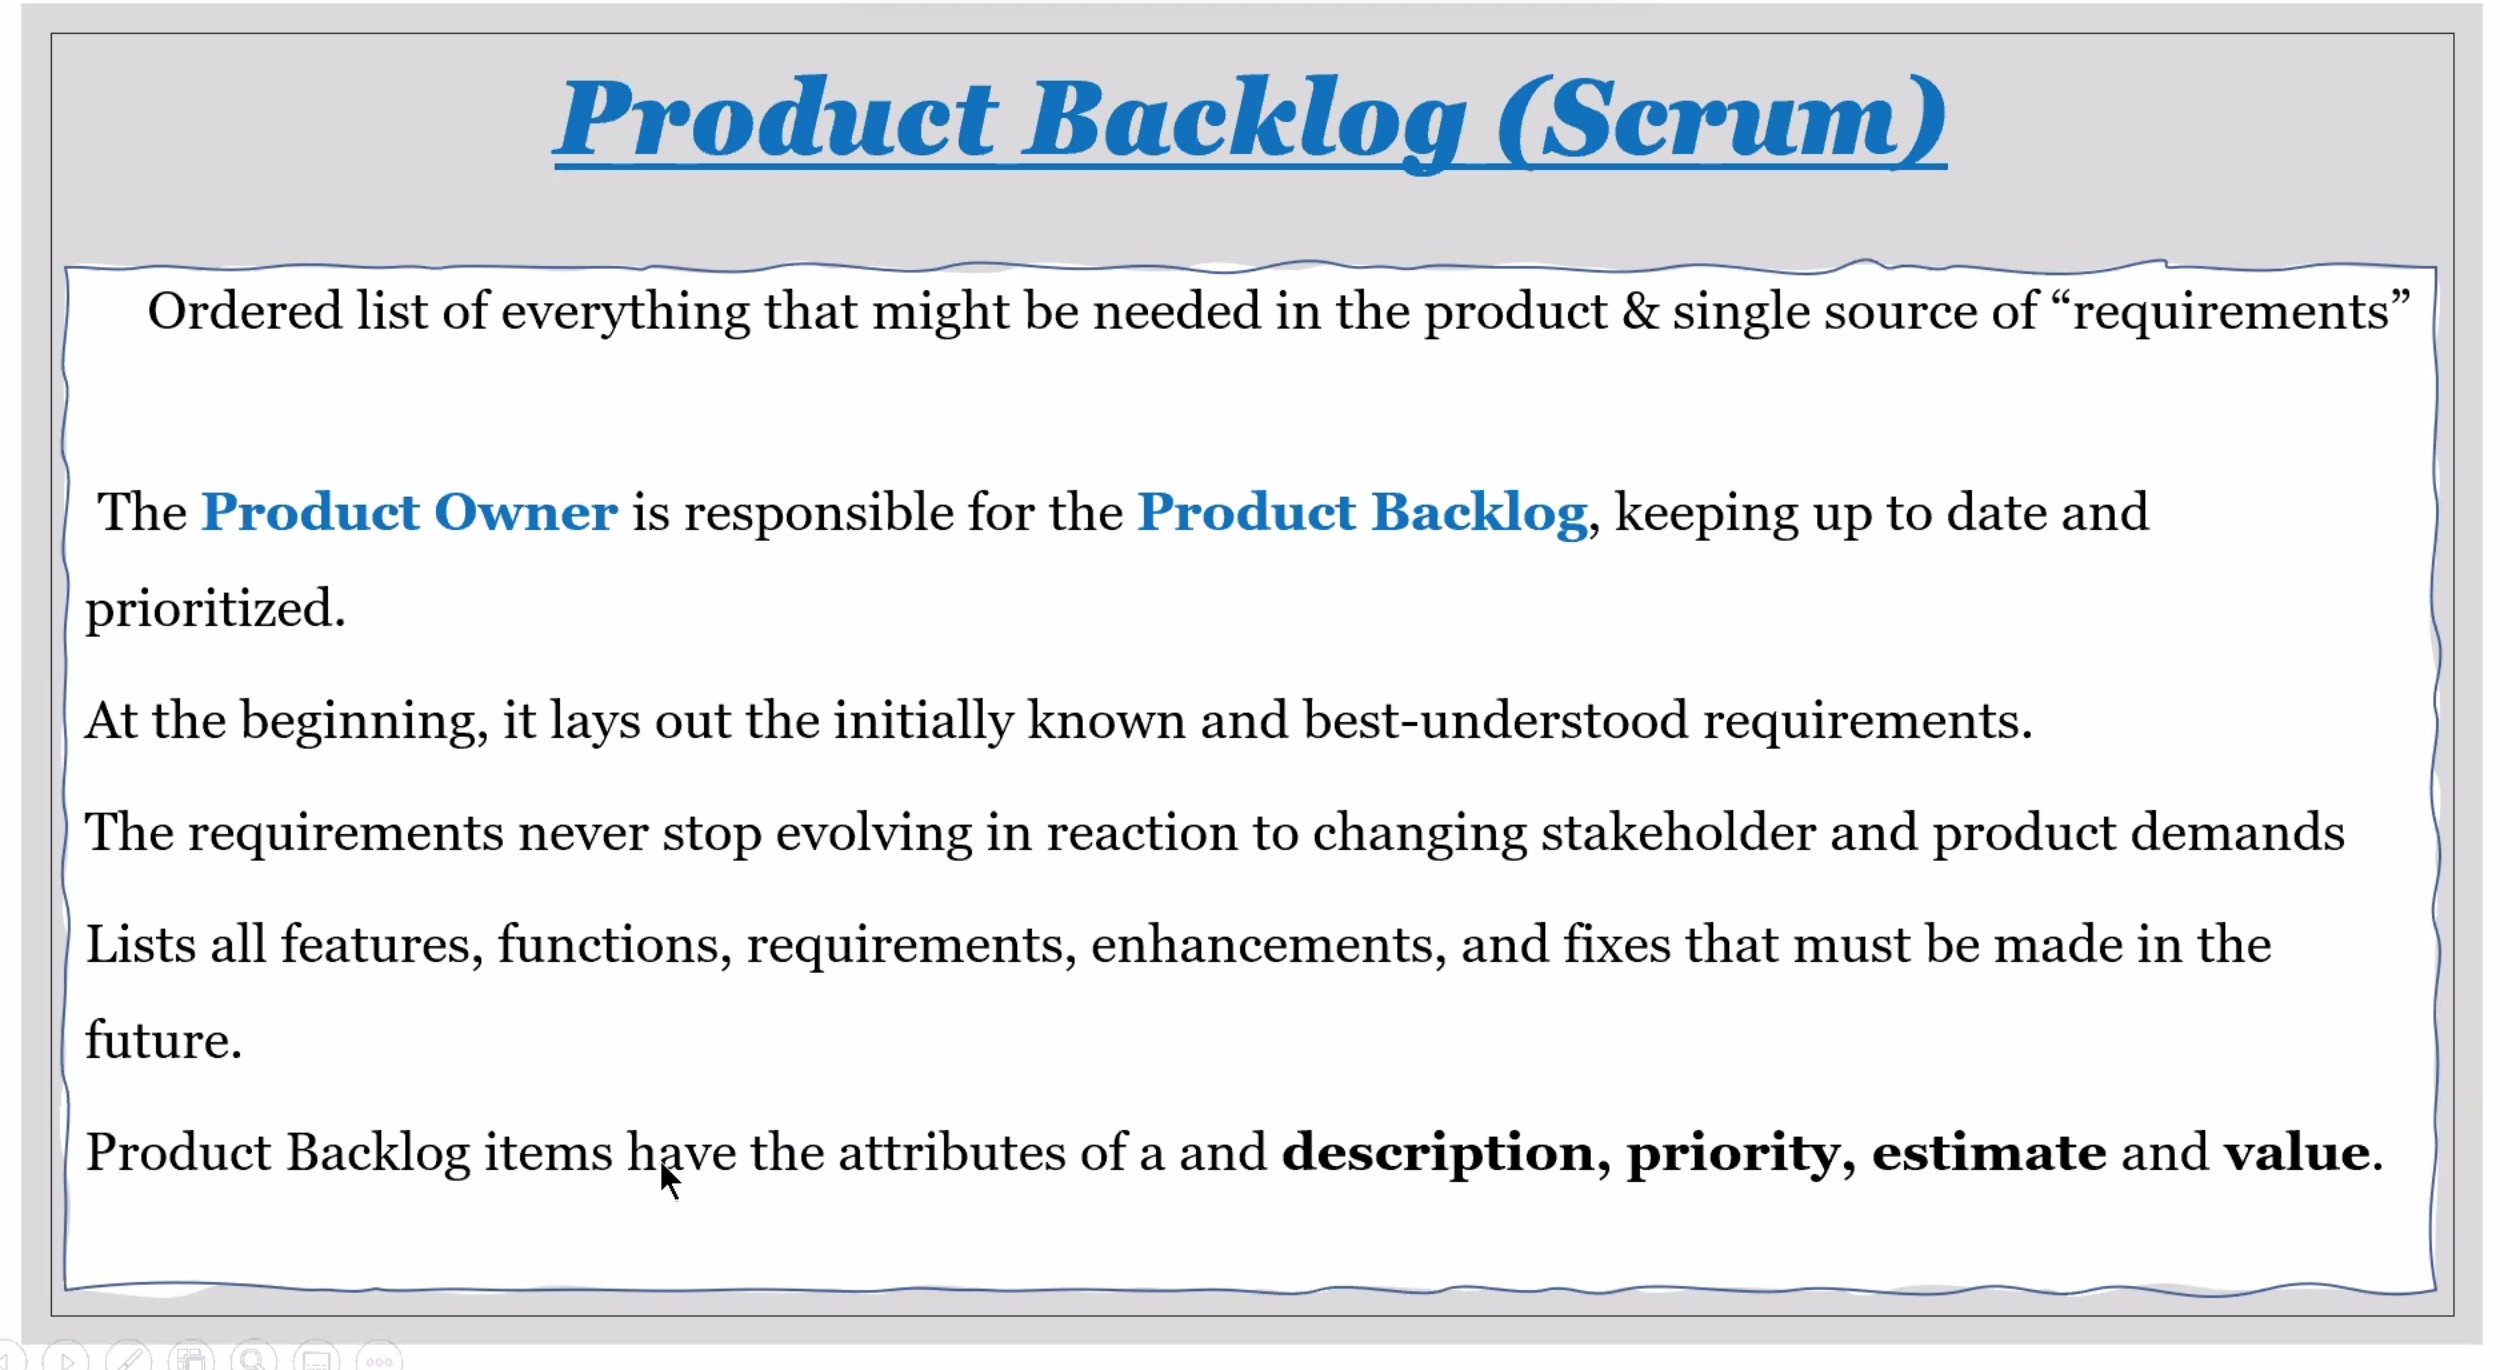 Product Backlog (Scrum)
Ordered list of everything that might be needed in the product & single source of “requirements”
The Product Owner is responsible for the Product Backlog, keeping up to date and
prioritized.
At the beginning, it lays out the initially known and best-understood requirements.
The requirements never stop evolving in reaction to changing stakeholder and product demands
Lists all features, functions, requirements, enhancements, and fixes that must be made in the
future.
Product Backlog items have the attributes of a and description, priority, estimate and value.